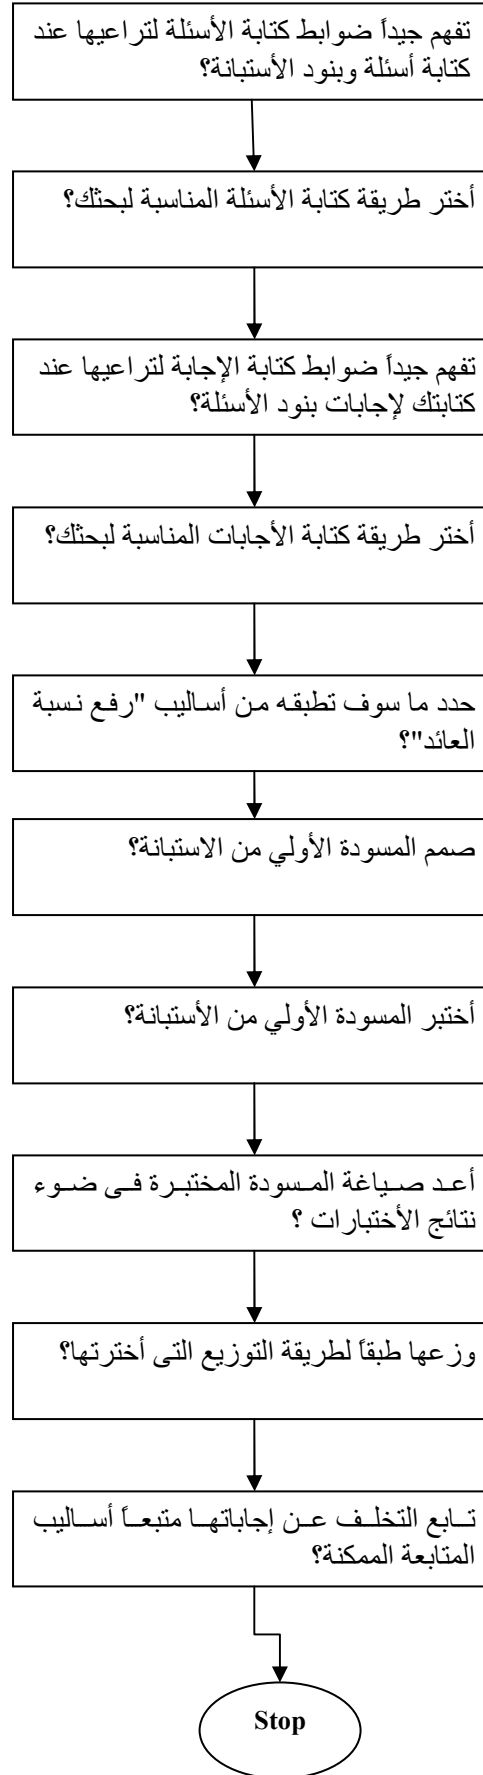 تفهم جيداً ضوابط كتابة الأسئلة لتراعيها عند
كتابة أسئلة وبنود الأستبانة؟
أختر طريقة كتابة الأسئلة المناسبة لبحثك؟
تفهم جيداً ضوابط كتابة الإجابة لتراعيها عند
كتابتك لإجابات بنود الأسئلة؟
أختر طريقة كتابة الأجابات المناسبة لبحثك؟
حدد ما سوف تطبقه من أساليب "رفع نسبة
العائد"؟
صمم المسودة الأولي من الاستبانة؟
أختبر المسودة الأولي من الأستبانة؟
أعد صياغة المسودة المختبرة فى ضوء
نتائج الأختبارات ؟
وزعها طبقاً لطريقة التوزيع التى أخترتها؟
تابع التخلف عن إجاباتها متبعاً أساليب
المتابعة الممكنة؟
Stop